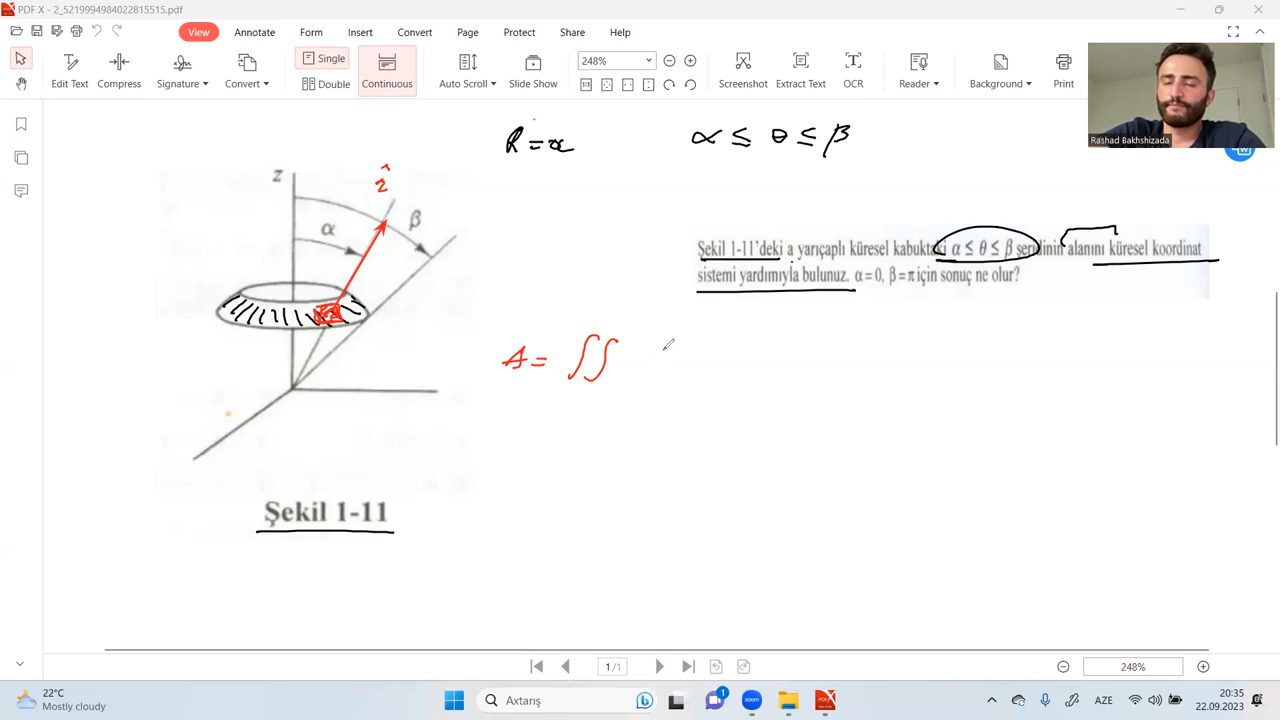 PDF X - 2_5219994984022815515.pdf
View Annotate Form Insert Convert Page Protect Share Help
Edit Text Compress Signature Convert Single Double Continuous Auto Scroll Slide Show 248% Screenshot Extract Text OCR Reader Background Print
Rashad Bakhshizada
R = a α ≤ θ ≤ β
z r̂
α β
Şekil 1-11'deki a yarıçaplı küresel kabuktaki α ≤ θ ≤ β şeridinin alanını küresel koordinat
sistemi yardımıyla bulunuz. α = 0, β = π için sonuç ne olur?
A = ∫∫
Şekil 1-11
1 / 1 248%
22°C
Mostly cloudy
Axtarış
1
AZE
20:35
22.09.2023